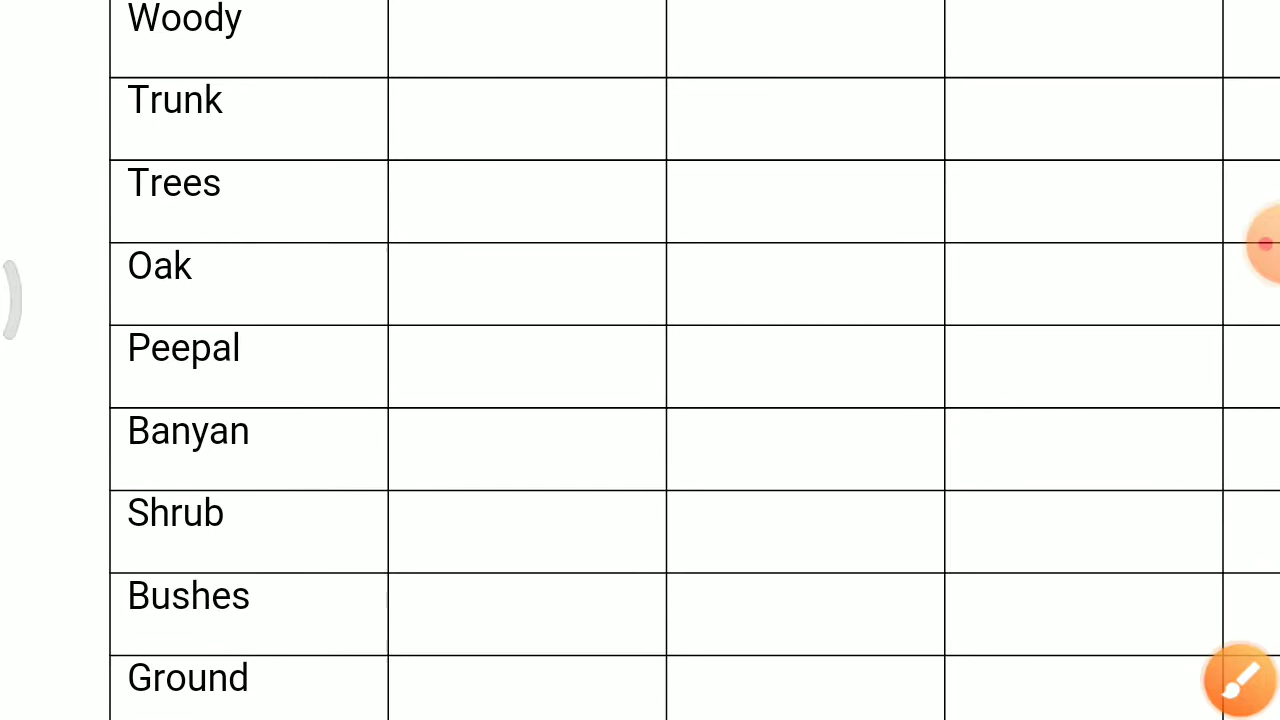 Woody
Trunk
Trees
Oak
Peepal
Banyan
Shrub
Bushes
Ground